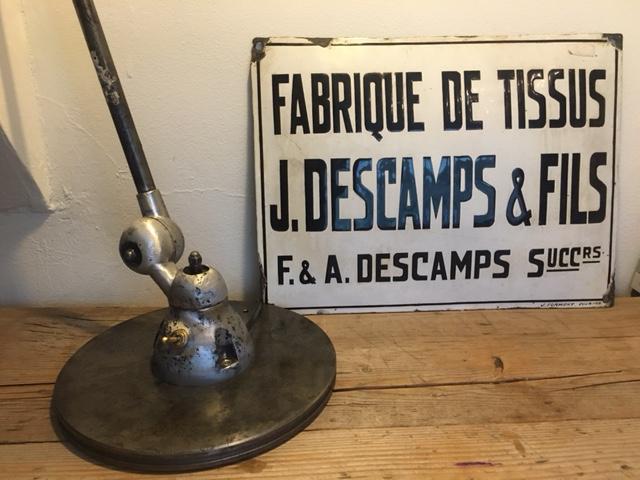 FABRIQUE DE TISSUS
J. DESCAMPS & FILS
F. & A. DESCAMPS SUCCRS.